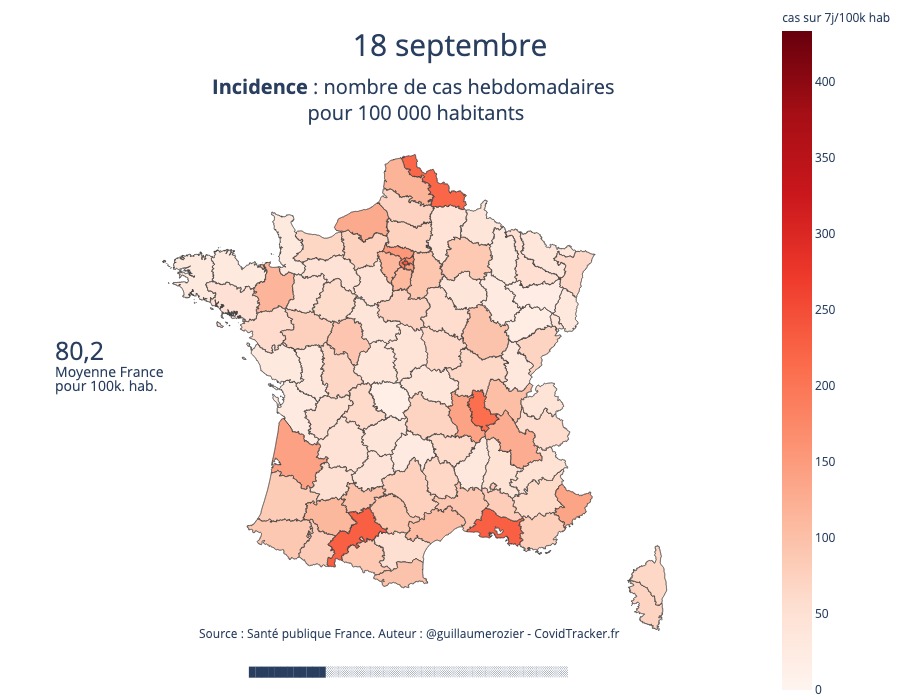 cas sur 7j/100k hab
18 septembre
Incidence : nombre de cas hebdomadaires
pour 100 000 habitants
400
350
300
250
200
150
100
50
0
80,2
Moyenne France
pour 100k. hab.
Source : Santé publique France. Auteur : @guillaumerozier - CovidTracker.fr